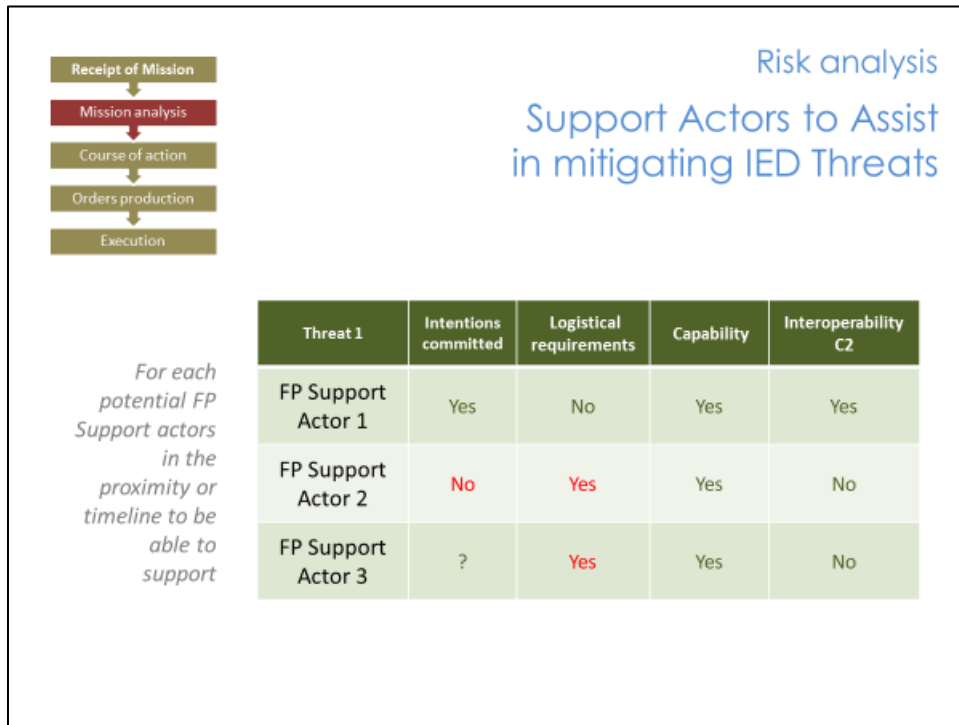 Receipt of Mission
Mission analysis
Course of action
Orders production
Execution
Risk analysis
Support Actors to Assist
in mitigating IED Threats
For each
potential FP
Support actors
in the
proximity or
timeline to be
able to
support
Threat 1
Intentions
committed
Logistical
requirements
Capability
Interoperability
C2
FP Support
Actor 1
Yes
No
Yes
Yes
FP Support
Actor 2
No
Yes
Yes
No
FP Support
Actor 3
?
Yes
Yes
No